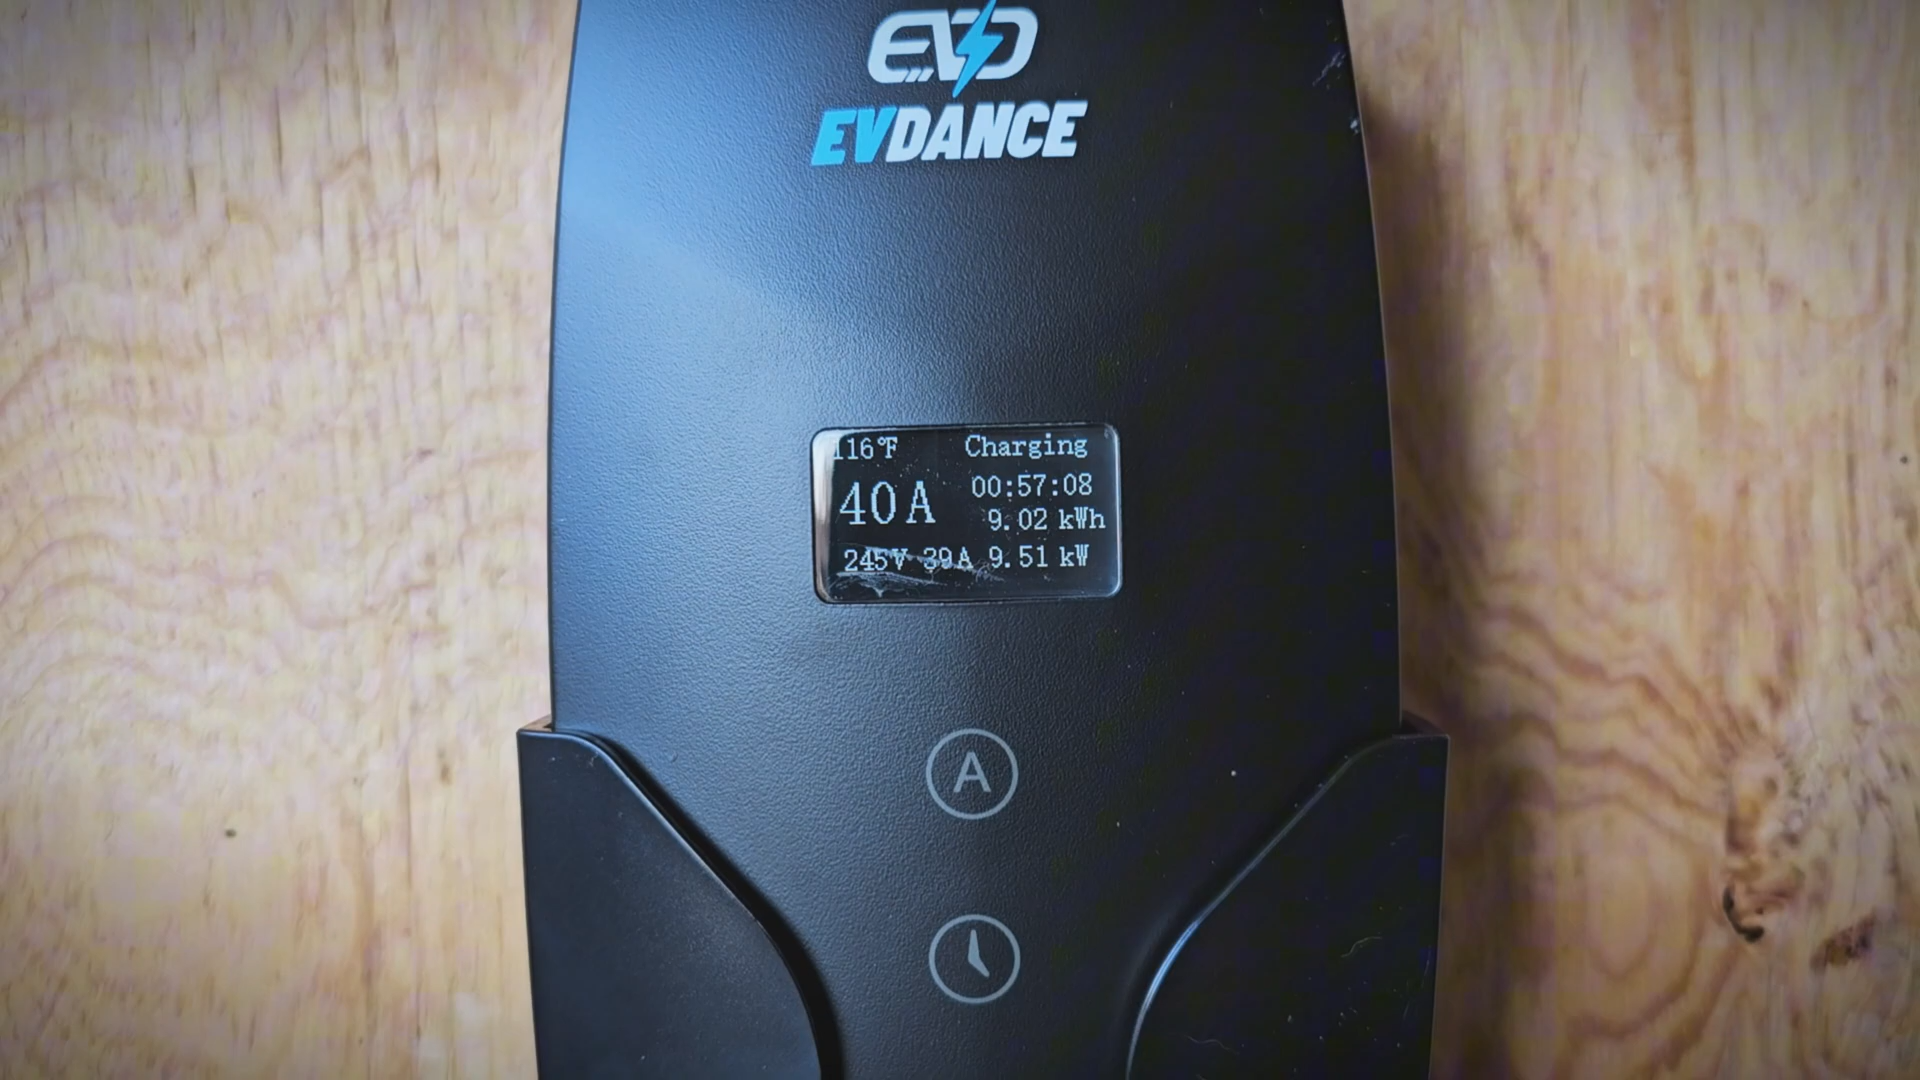 EVD
EVDANCE
116°F Charging
40A 00:57:08
9.02 kWh
245V 39A 9.51 kW
A